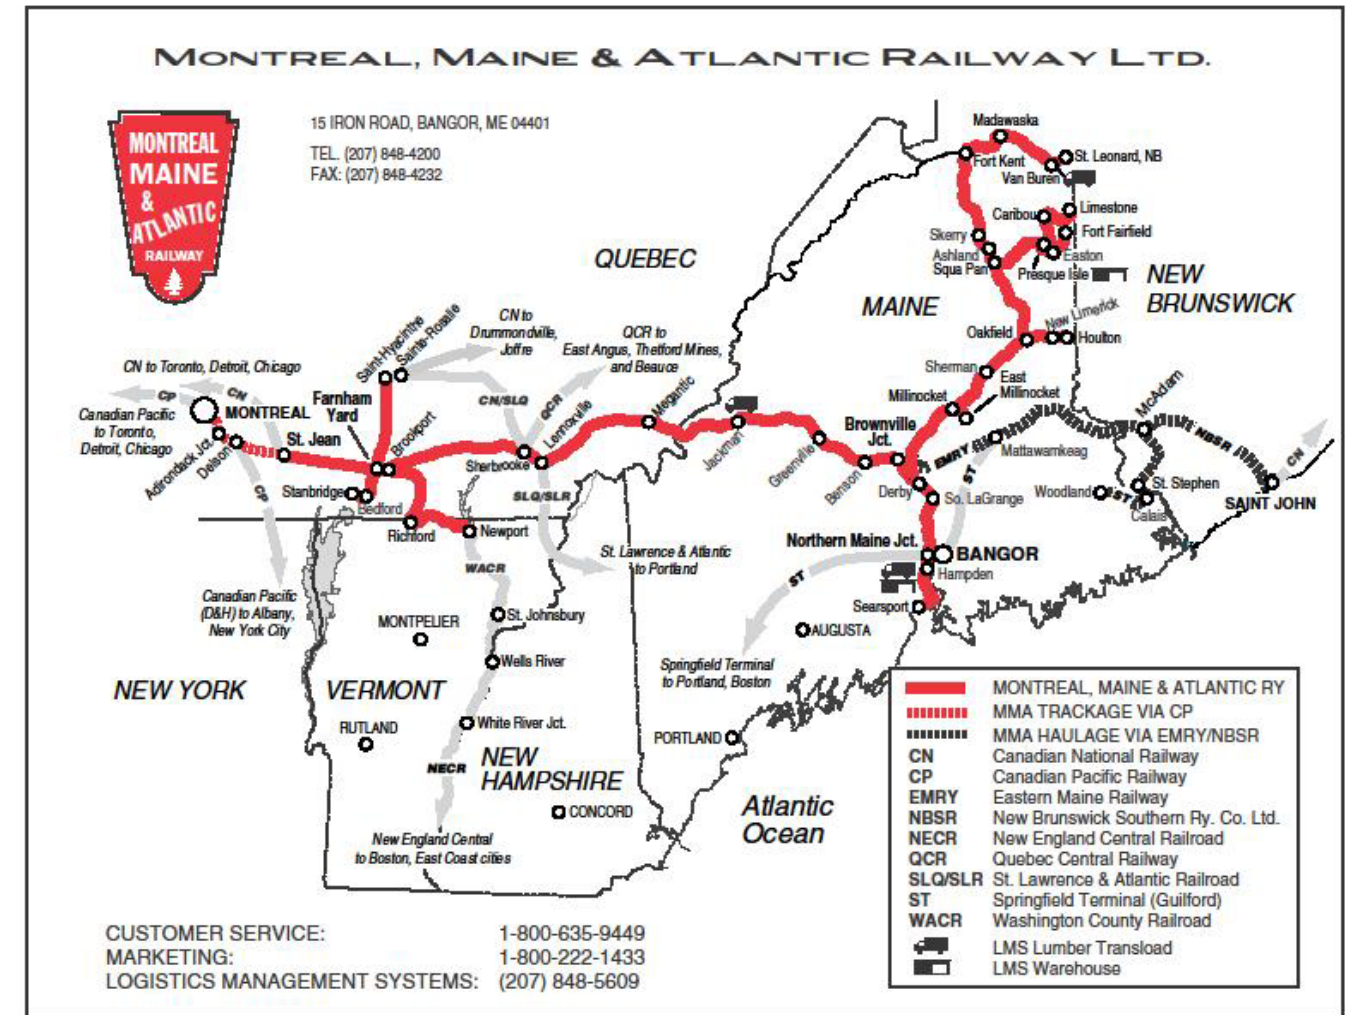 MONTREAL, MAINE & ATLANTIC RAILWAY LTD.
MONTREAL
MAINE
&
ATLANTIC
RAILWAY
15 IRON ROAD, BANGOR, ME 04401
TEL. (207) 848-4200
FAX: (207) 848-4232
Madawaska
Fort Kent
St. Leonard, NB
Van Buren
Caribou
Limestone
Skerry
Fort Fairfield
Ashland
Easton
Squa Pan
Presque Isle
QUEBEC
MAINE
NEW
BRUNSWICK
New Limerick
Oakfield
Houlton
Sherman
East
Millinocket
Millinocket
McAdam
CN to
Drummondville,
Joffre
QCR to
East Angus, Thetford Mines,
and Beauce
Saint-Hyacinthe
Sainte-Rosalie
CN to Toronto, Detroit, Chicago
CP
CN
Canadian Pacific
to Toronto,
Detroit, Chicago
MONTREAL
Farnham
Yard
Brookport
CN/SLQ
QCR
Lennoxville
Megantic
Jackman
Greenville
Benson
Brownville
Jct.
EMRY
ST
Mattawamkeag
NBSR
CN
Adirondack Jct.
Delson
St. Jean
Sherbrooke
Stanbridge
Bedford
CP
SLQ/SLR
Derby
So. LaGrange
Woodland
EST
St. Stephen
Calais
SAINT JOHN
Richford
Newport
WACR
St. Lawrence & Atlantic
to Portland
Northern Maine Jct.
BANGOR
Hampden
ST
Searsport
Canadian Pacific
(D&H) to Albany,
New York City
MONTPELIER
St. Johnsbury
AUGUSTA
Wells River
Springfield Terminal
to Portland, Boston
NEW YORK
VERMONT
RUTLAND
White River Jct.
PORTLAND
NECR
NEW
HAMPSHIRE
CONCORD
Atlantic
Ocean
New England Central
to Boston, East Coast cities
MONTREAL, MAINE & ATLANTIC RY
MMA TRACKAGE VIA CP
MMA HAULAGE VIA EMRY/NBSR
CN Canadian National Railway
CP Canadian Pacific Railway
EMRY Eastern Maine Railway
NBSR New Brunswick Southern Ry. Co. Ltd.
NECR New England Central Railroad
QCR Quebec Central Railway
SLQ/SLR St. Lawrence & Atlantic Railroad
ST Springfield Terminal (Guilford)
WACR Washington County Railroad
LMS Lumber Transload
LMS Warehouse
CUSTOMER SERVICE: 1-800-635-9449
MARKETING: 1-800-222-1433
LOGISTICS MANAGEMENT SYSTEMS: (207) 848-5609